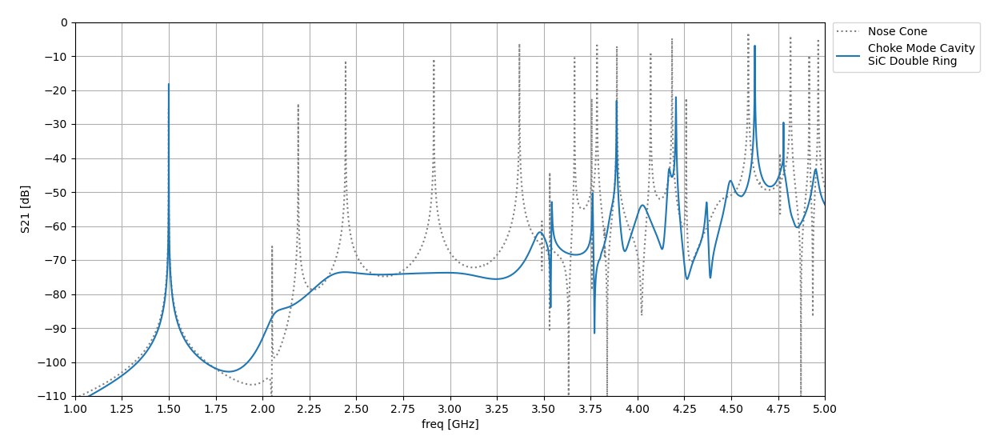 0
−10
−20
−30
−40
−50
−60
−70
−80
−90
−100
−110
S21 [dB]
1.00 1.25 1.50 1.75 2.00 2.25 2.50 2.75 3.00 3.25 3.50 3.75 4.00 4.25 4.50 4.75 5.00
freq [GHz]
Nose Cone
Choke Mode Cavity
SiC Double Ring